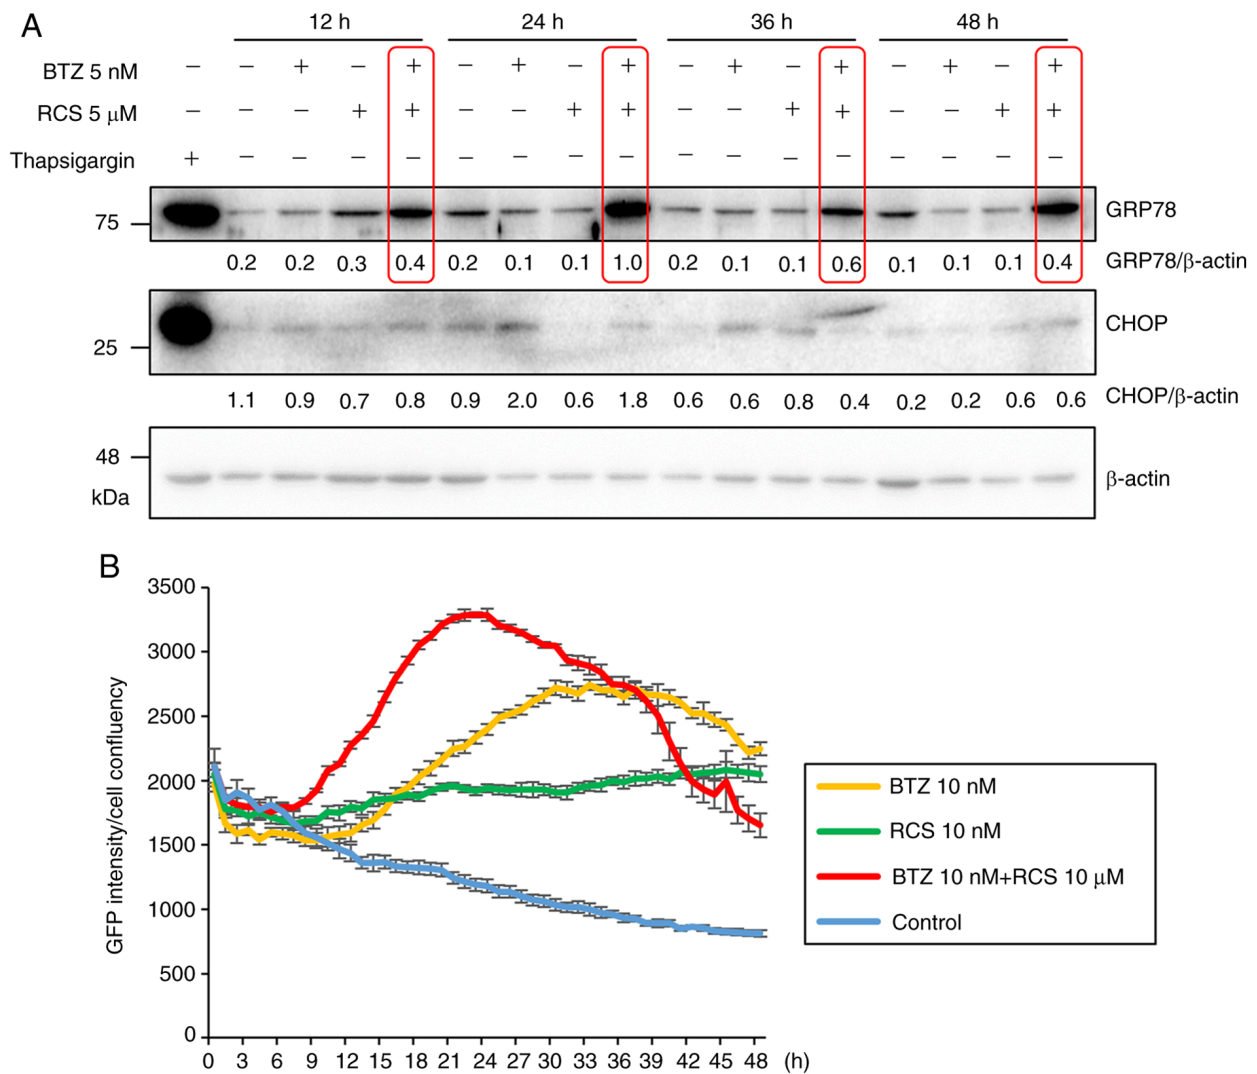 A
12 h 24 h 36 h 48 h
BTZ 5 nM − − + − + − + − + − + − + − + − +
RCS 5 μM − − − + + − − + + − − + + − − + +
Thapsigargin + − − − − − − − − − − − − − − − −
75 GRP78
0.2 0.2 0.3 0.4 0.2 0.1 0.1 1.0 0.2 0.1 0.1 0.6 0.1 0.1 0.1 0.4 GRP78/β-actin
25 CHOP
1.1 0.9 0.7 0.8 0.9 2.0 0.6 1.8 0.6 0.6 0.8 0.4 0.2 0.2 0.6 0.6 CHOP/β-actin
48
kDa β-actin
B
GFP intensity/cell confluency
3500
3000
2500
2000
1500
1000
500
0
0 3 6 9 12 15 18 21 24 27 30 33 36 39 42 45 48 (h)
BTZ 10 nM
RCS 10 nM
BTZ 10 nM+RCS 10 μM
Control